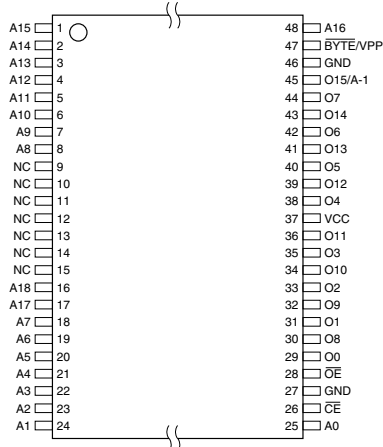 A15 1 48 A16
A14 2 47 BYTE/VPP
A13 3 46 GND
A12 4 45 O15/A-1
A11 5 44 O7
A10 6 43 O14
A9 7 42 O6
A8 8 41 O13
NC 9 40 O5
NC 10 39 O12
NC 11 38 O4
NC 12 37 VCC
NC 13 36 O11
NC 14 35 O3
NC 15 34 O10
A18 16 33 O2
A17 17 32 O9
A7 18 31 O1
A6 19 30 O8
A5 20 29 O0
A4 21 28 OE
A3 22 27 GND
A2 23 26 CE
A1 24 25 A0